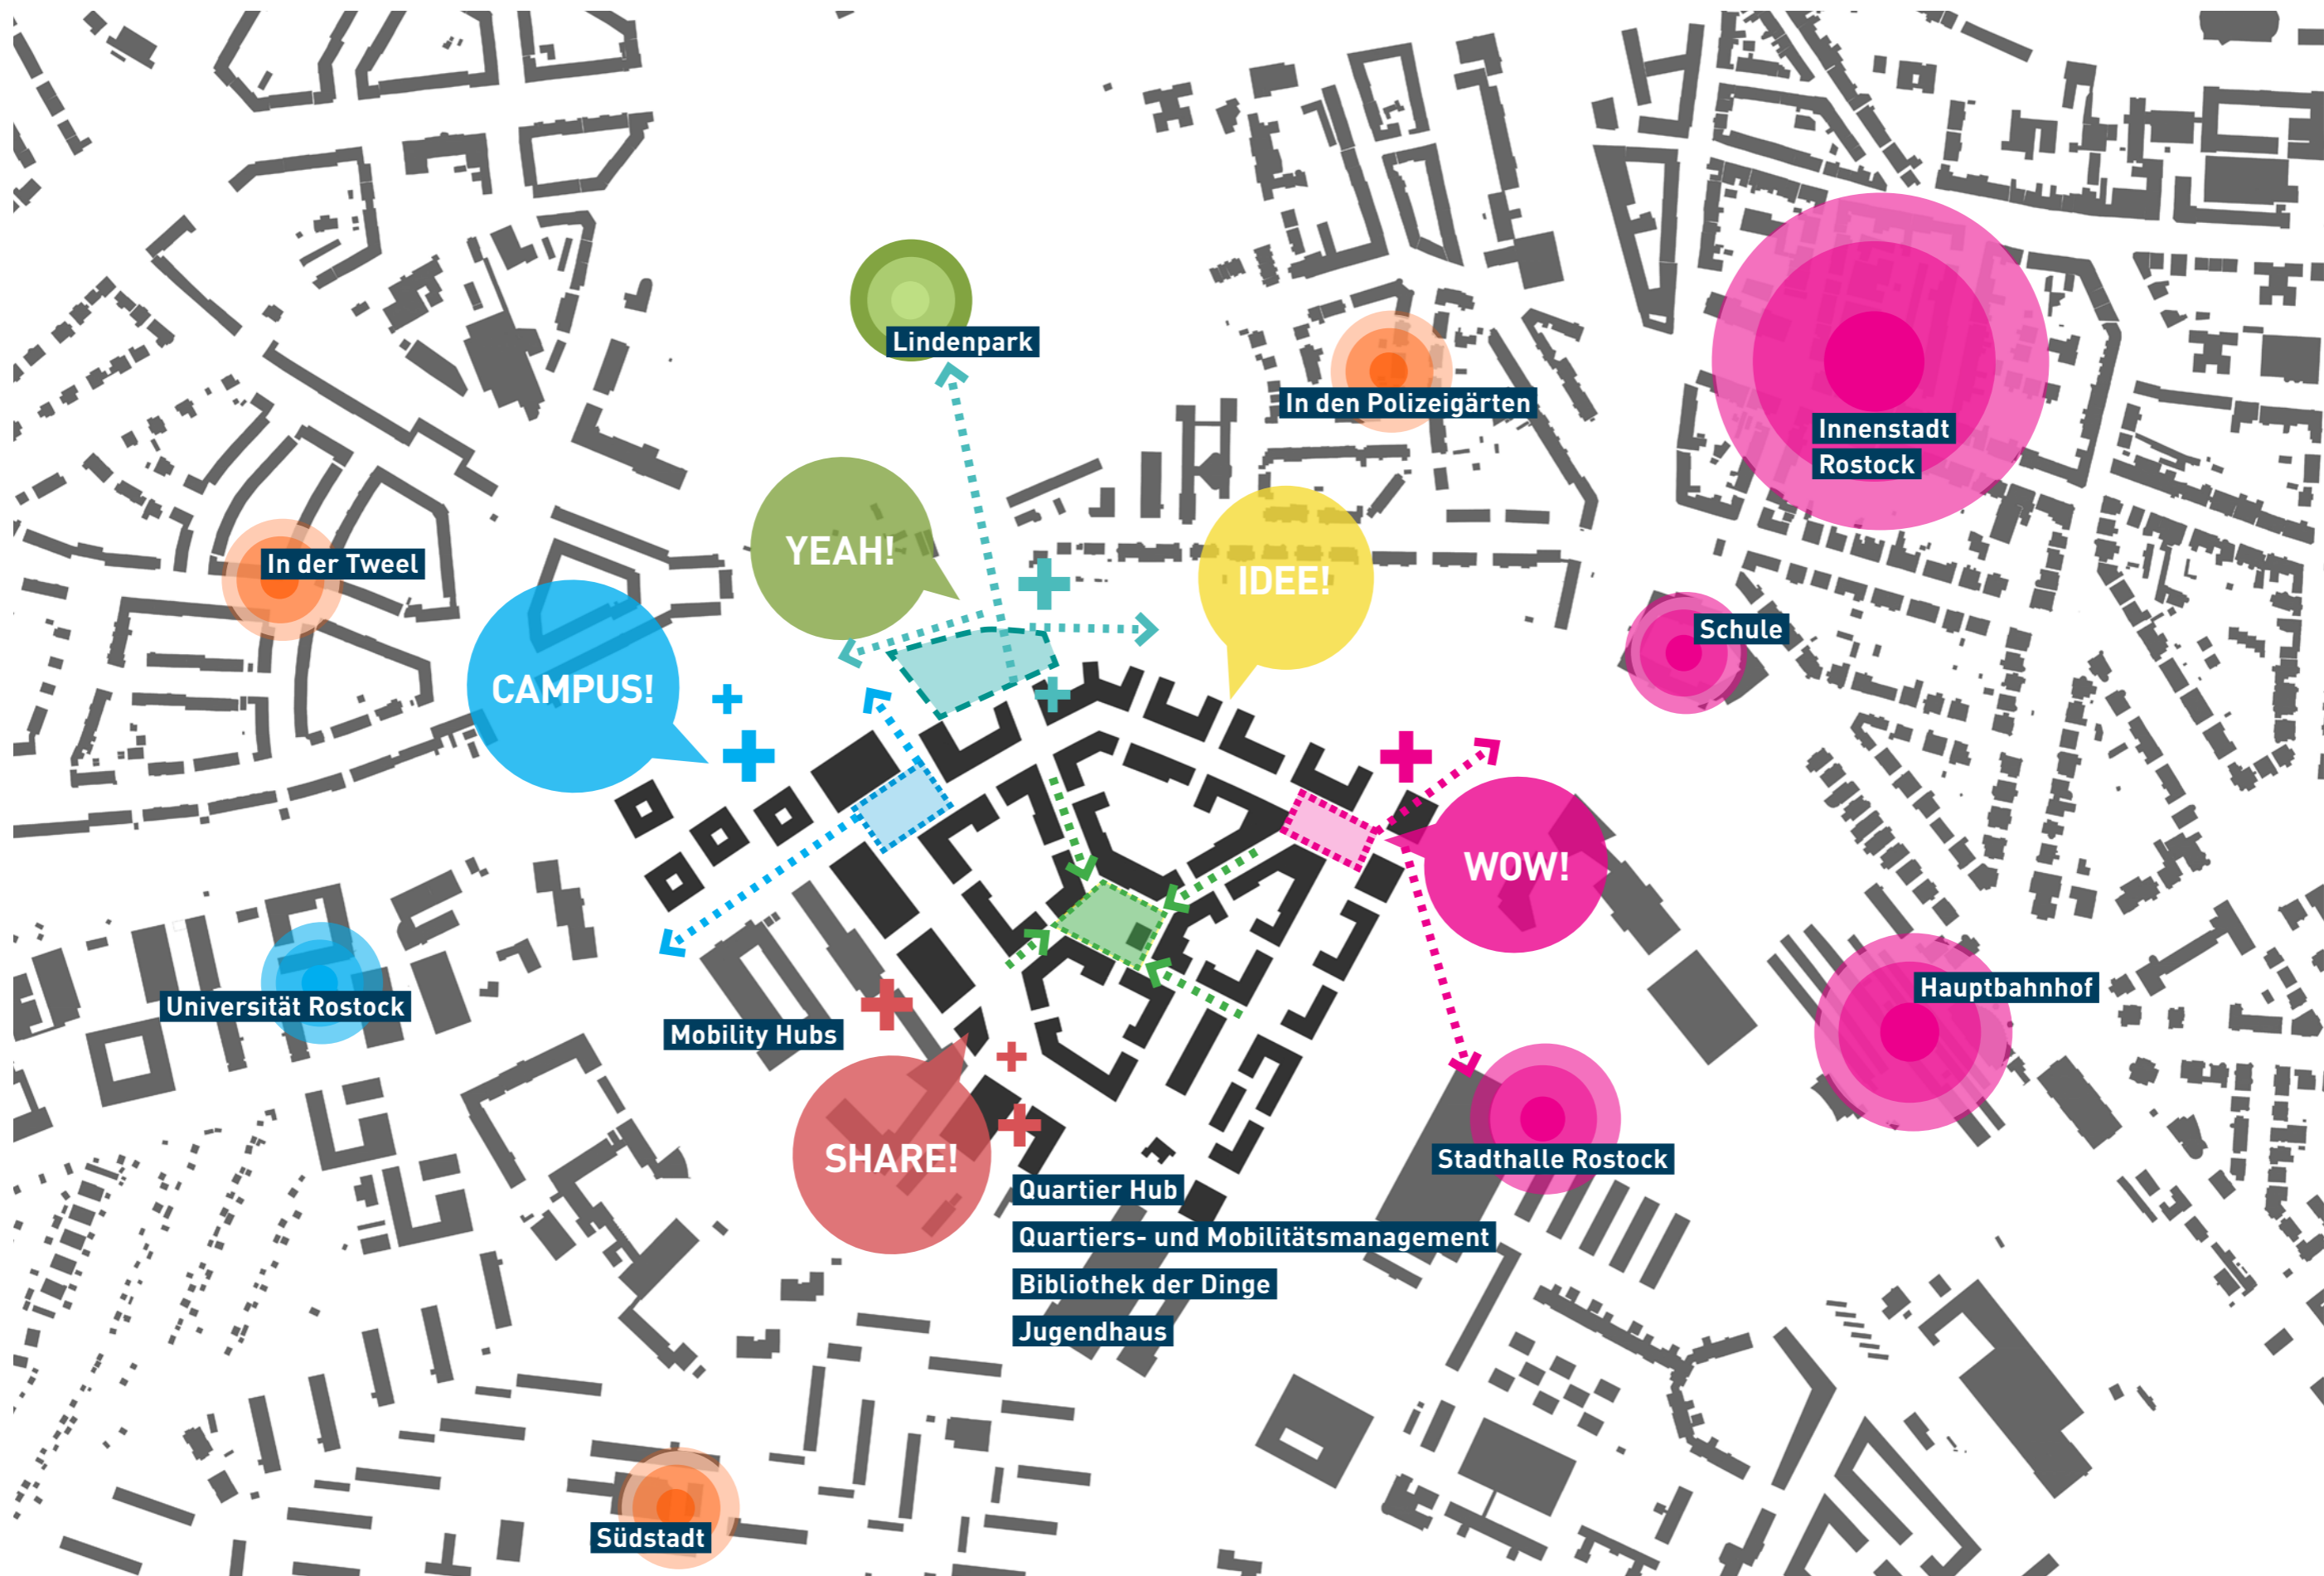 Lindenpark
In den Polizeigärten
Innenstadt
Rostock
YEAH!
In der Tweel
IDEE!
Schule
CAMPUS!
WOW!
Hauptbahnhof
Universität Rostock
Mobility Hubs
SHARE!
Stadthalle Rostock
Quartier Hub
Quartiers- und Mobilitätsmanagement
Bibliothek der Dinge
Jugendhaus
Südstadt